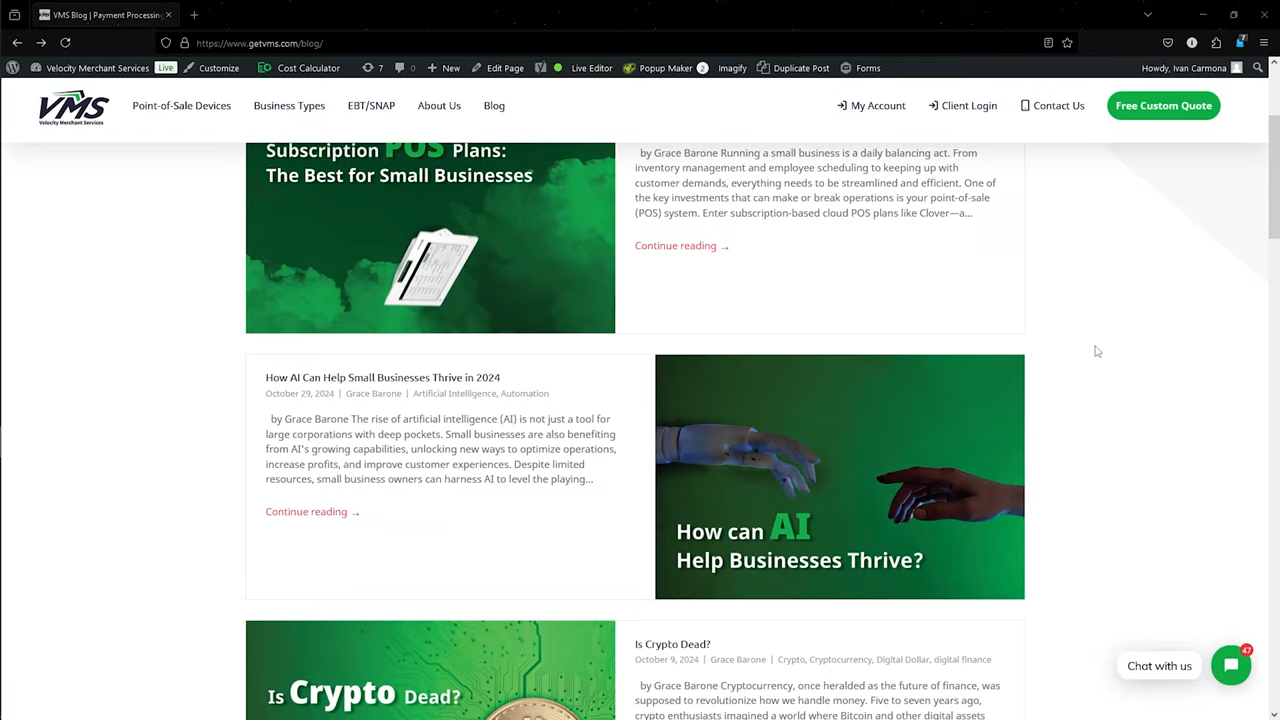 VMS Blog | Payment Processing
https://www.getvms.com/blog/
7
Velocity Merchant Services Live Customize Cost Calculator 7 0 New Edit Page Live Editor Popup Maker 2 Imagify Duplicate Post Forms Howdy, Ivan Carmona
VMS
Velocity Merchant Services
Point-of-Sale Devices Business Types EBT/SNAP About Us Blog My Account Client Login Contact Us Free Custom Quote
Subscription POS Plans:
The Best for Small Businesses
by Grace Barone Running a small business is a daily balancing act. From
inventory management and employee scheduling to keeping up with
customer demands, everything needs to be streamlined and efficient. One of
the key investments that can make or break operations is your point-of-sale
(POS) system. Enter subscription-based cloud POS plans like Clover—a...
Continue reading →
How AI Can Help Small Businesses Thrive in 2024
October 29, 2024 | Grace Barone | Artificial Intelligence, Automation
by Grace Barone The rise of artificial intelligence (AI) is not just a tool for
large corporations with deep pockets. Small businesses are also benefiting
from AI's growing capabilities, unlocking new ways to optimize operations,
increase profits, and improve customer experiences. Despite limited
resources, small business owners can harness AI to level the playing...
Continue reading →
How can AI
Help Businesses Thrive?
Is Crypto Dead?
Is Crypto Dead?
October 9, 2024 | Grace Barone | Crypto, Cryptocurrency, Digital Dollar, digital finance
by Grace Barone Cryptocurrency, once heralded as the future of finance, was
supposed to revolutionize how we handle money. Five to seven years ago,
crypto enthusiasts imagined a world where Bitcoin and other digital assets
Chat with us
47